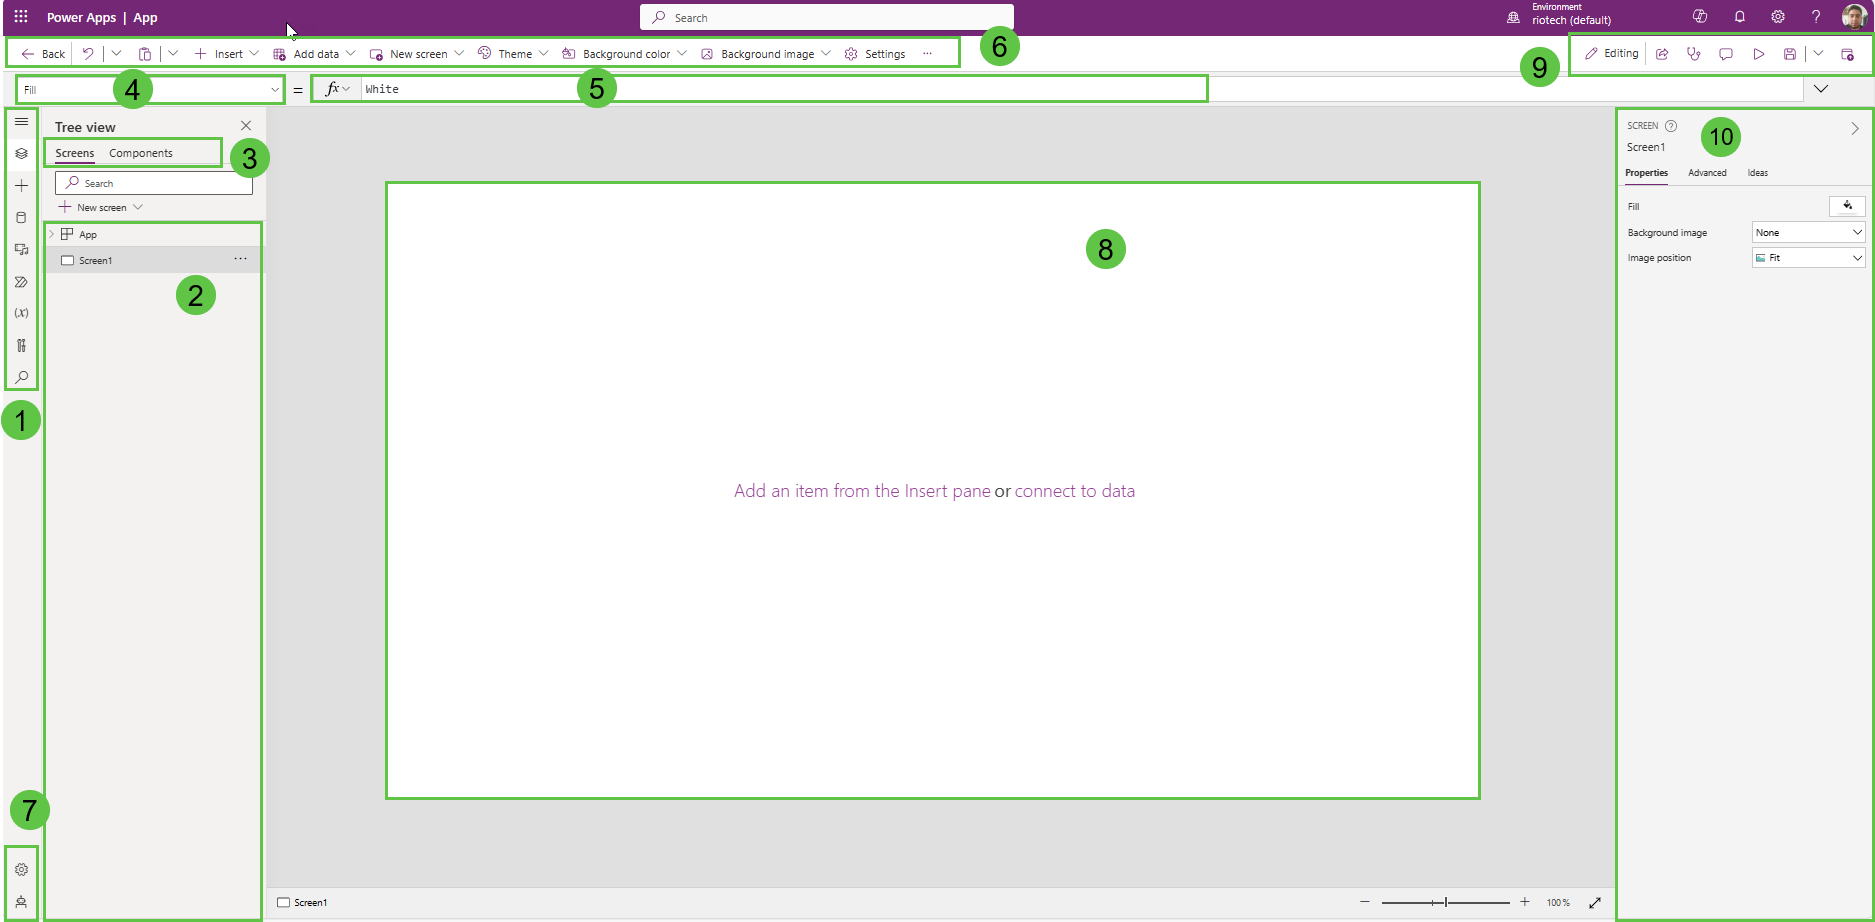 Power Apps | App
Search
Environment
riotech (default)
Back
Insert
Add data
New screen
Theme
Background color
Background image
Settings
...
6
9
Editing
Fill
4
=
fx
White
5
Tree view
Screens
Components
3
Search
New screen
App
Screen1
...
2
(x)
1
7
8
Add an item from the Insert pane or connect to data
SCREEN ?
10
Screen1
Properties
Advanced
Ideas
Fill
Background image
None
Image position
Fit
Screen1
100 %